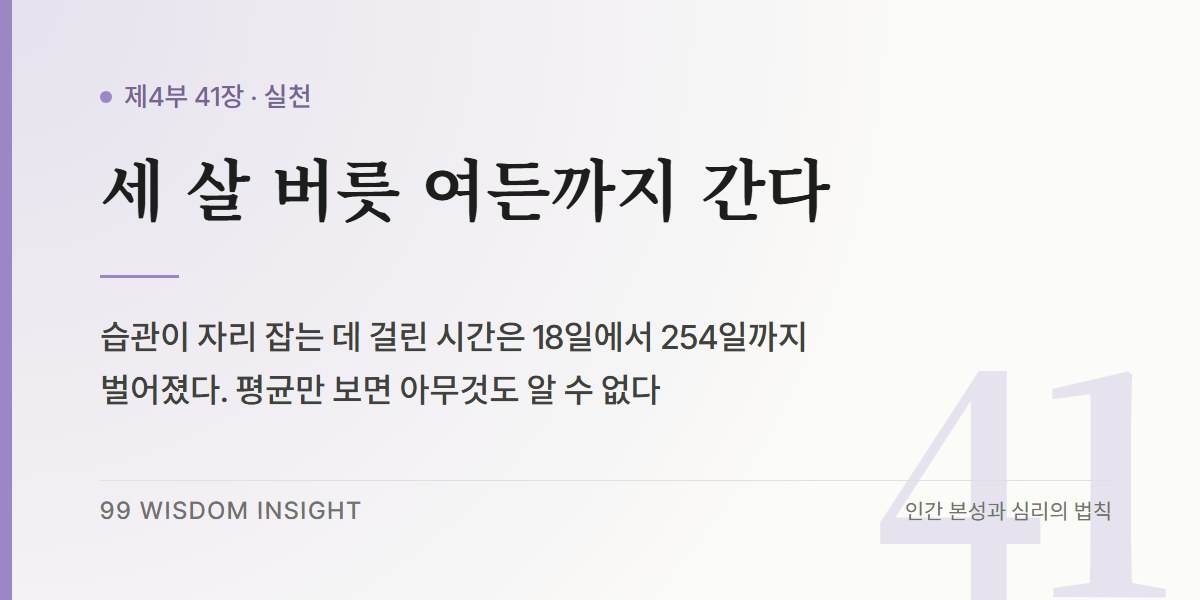 제4부 41장 · 실천
세 살 버릇 여든까지 간다
습관이 자리 잡는 데 걸린 시간은 18일에서 254일까지
벌어졌다. 평균만 보면 아무것도 알 수 없다
99 WISDOM INSIGHT
인간 본성과 심리의 법칙
41